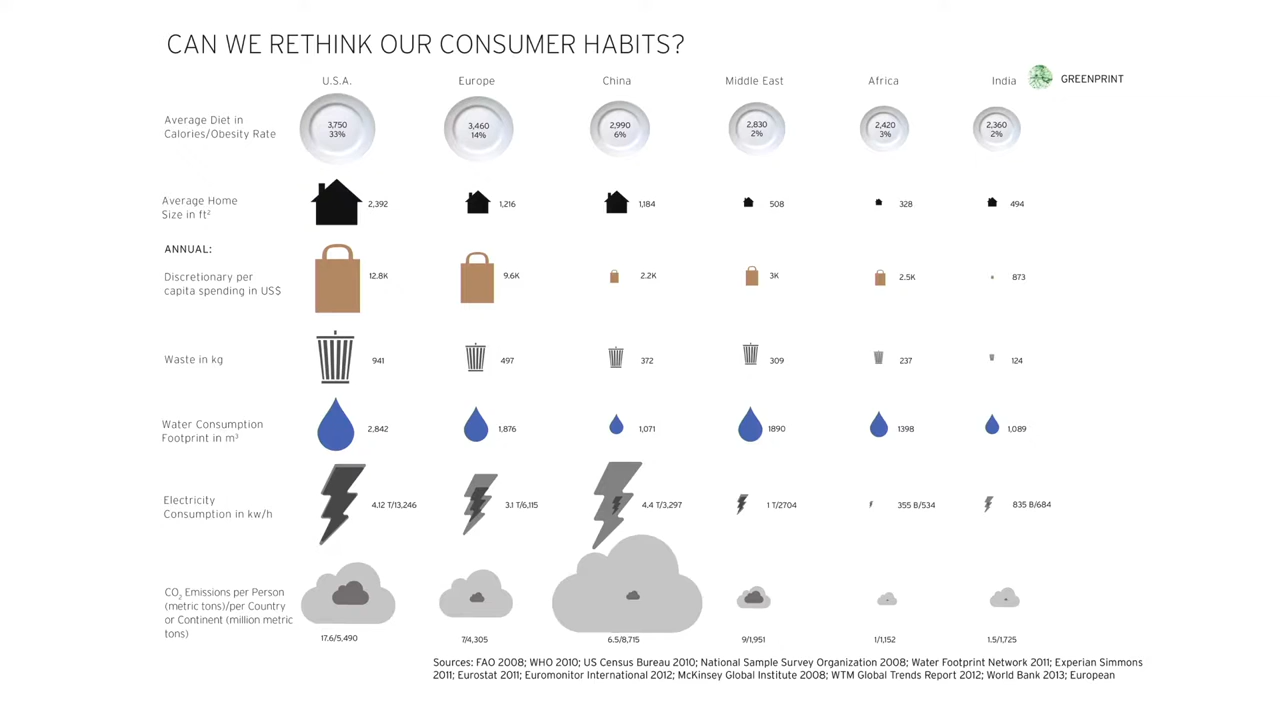 CAN WE RETHINK OUR CONSUMER HABITS?
U.S.A. Europe China Middle East Africa India GREENPRINT
Average Diet in
Calories/Obesity Rate
3,750 3,460 2,990 2,830 2,420 2,360
33% 14% 6% 2% 3% 2%
Average Home
Size in ft²
2,392 1,216 1,184 508 328 494
ANNUAL:
Discretionary per
capita spending in US$
12.8K 9.6K 2.2K 3K 2.5K 873
Waste in kg 941 497 372 309 237 124
Water Consumption
Footprint in m³
2,842 1,876 1,071 1890 1398 1,089
Electricity
Consumption in kw/h
4.12 T/13,246 3.1 T/6,115 4.4 T/3,297 1 T/2704 355 B/534 835 B/684
CO₂ Emissions per Person
(metric tons)/per Country
or Continent (million metric
tons)
17.6/5,490 7/4,305 6.5/8,715 9/1,951 1/1,152 1.5/1,725
Sources: FAO 2008; WHO 2010; US Census Bureau 2010; National Sample Survey Organization 2008; Water Footprint Network 2011; Experian Simmons
2011; Eurostat 2011; Euromonitor International 2012; McKinsey Global Institute 2008; WTM Global Trends Report 2012; World Bank 2013; European